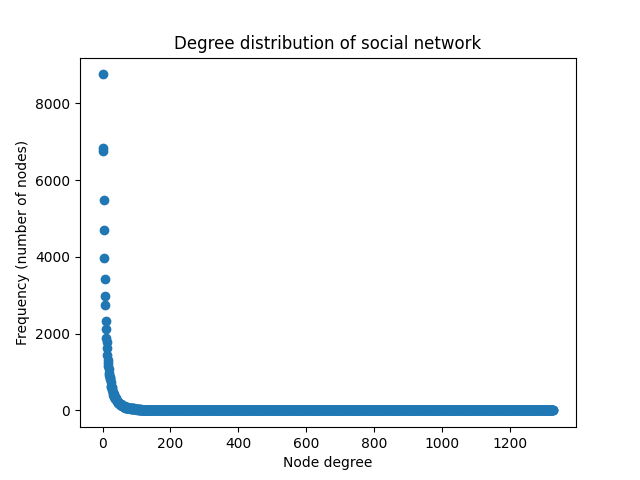 Degree distribution of social network
8000
6000
4000
2000
0
Frequency (number of nodes)
0 200 400 600 800 1000 1200
Node degree